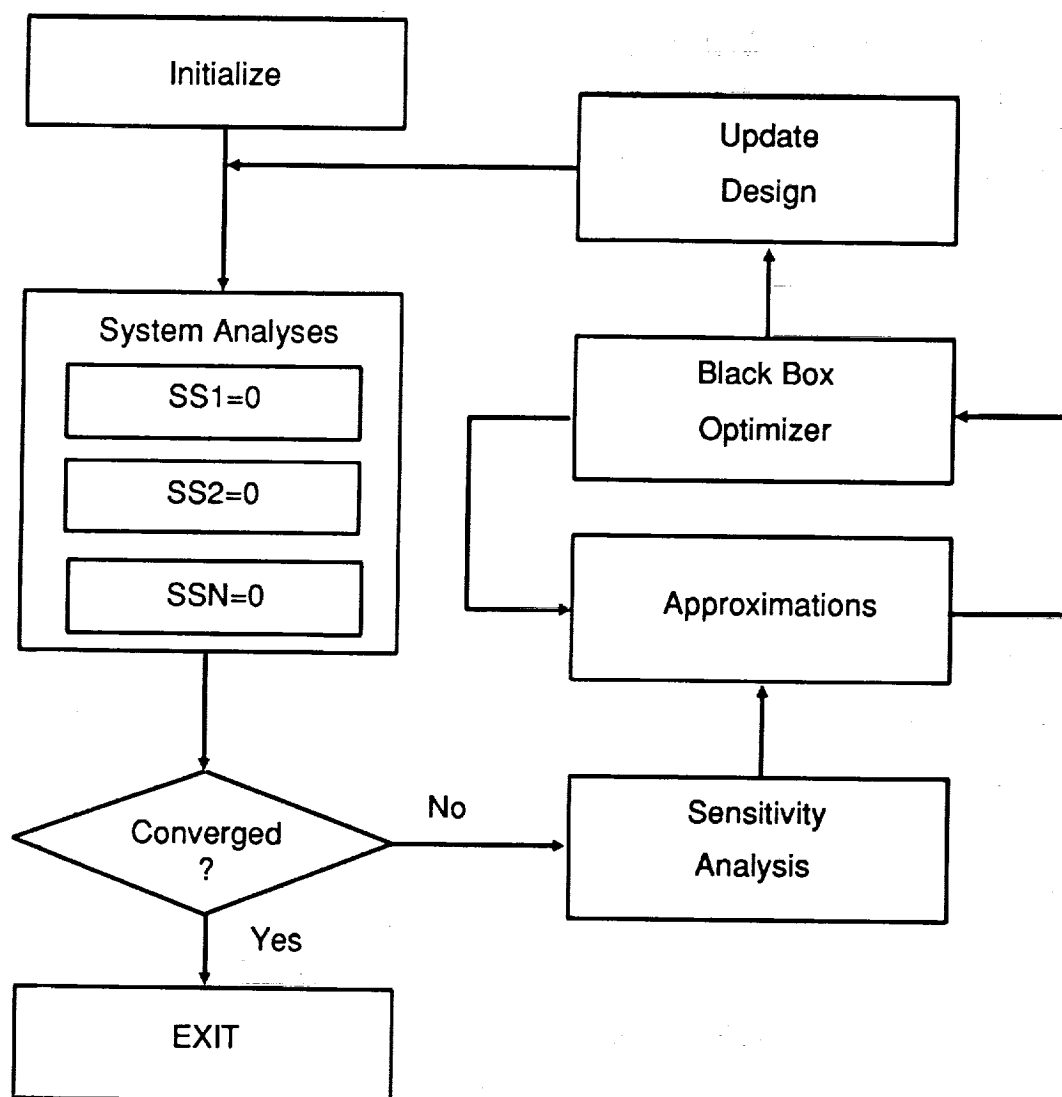 Initialize
Update
Design
System Analyses
SS1=0
SS2=0
SSN=0
Black Box
Optimizer
Approximations
Converged
?
No
Sensitivity
Analysis
Yes
EXIT